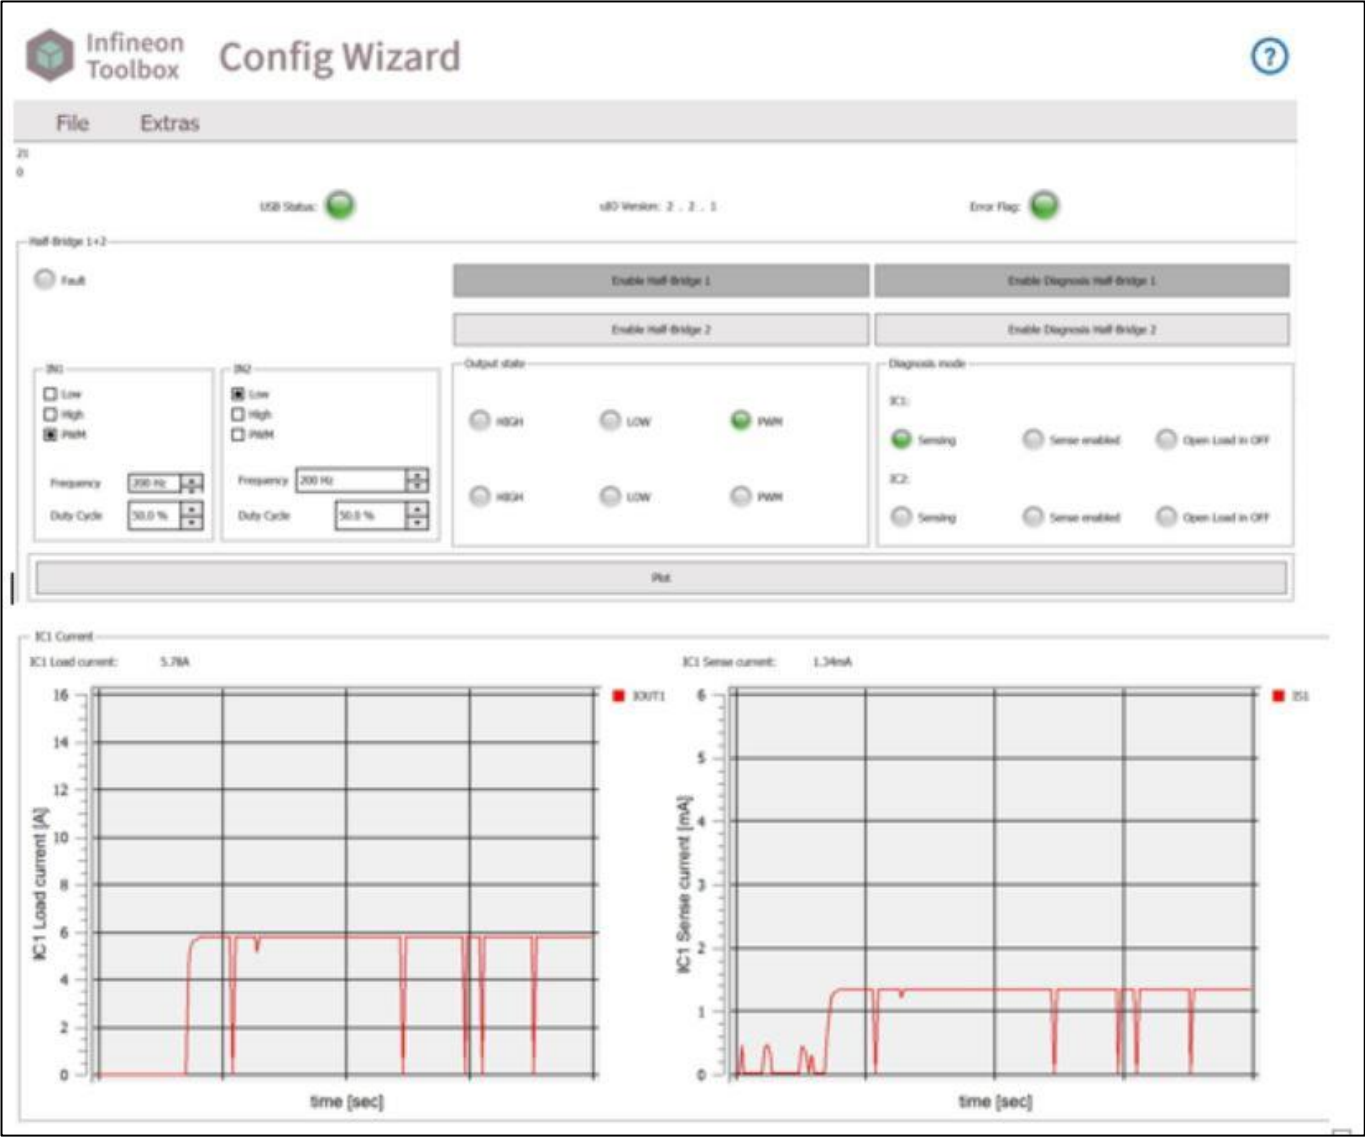 Infineon
Toolbox
Config Wizard
?
File Extras
21
0
USB Status: uIO Version: 2 . 2 . 1 Error Flag:
Half-Bridge 1+2
Fault
Enable Half-Bridge 1 Enable Diagnosis Half-Bridge 1
Enable Half-Bridge 2 Enable Diagnosis Half-Bridge 2
IN1 IN2 Output state Diagnosis mode
Low Low
IC1:
High High
HIGH LOW PWM
PWM PWM
Sensing Sense enabled Open Load in OFF
Frequency 200 Hz Frequency 200 Hz
IC2:
HIGH LOW PWM
Duty Cycle 50.0 % Duty Cycle 50.0 %
Sensing Sense enabled Open Load in OFF
Plot
IC1 Current
IC1 Load current: 5.78A
IC1 Sense current: 1.34mA
IC1 Load current [A]
16
14
12
10
8
6
4
2
0
time [sec]
IOUT1
IC1 Sense current [mA]
6
5
4
3
2
1
0
time [sec]
IS1